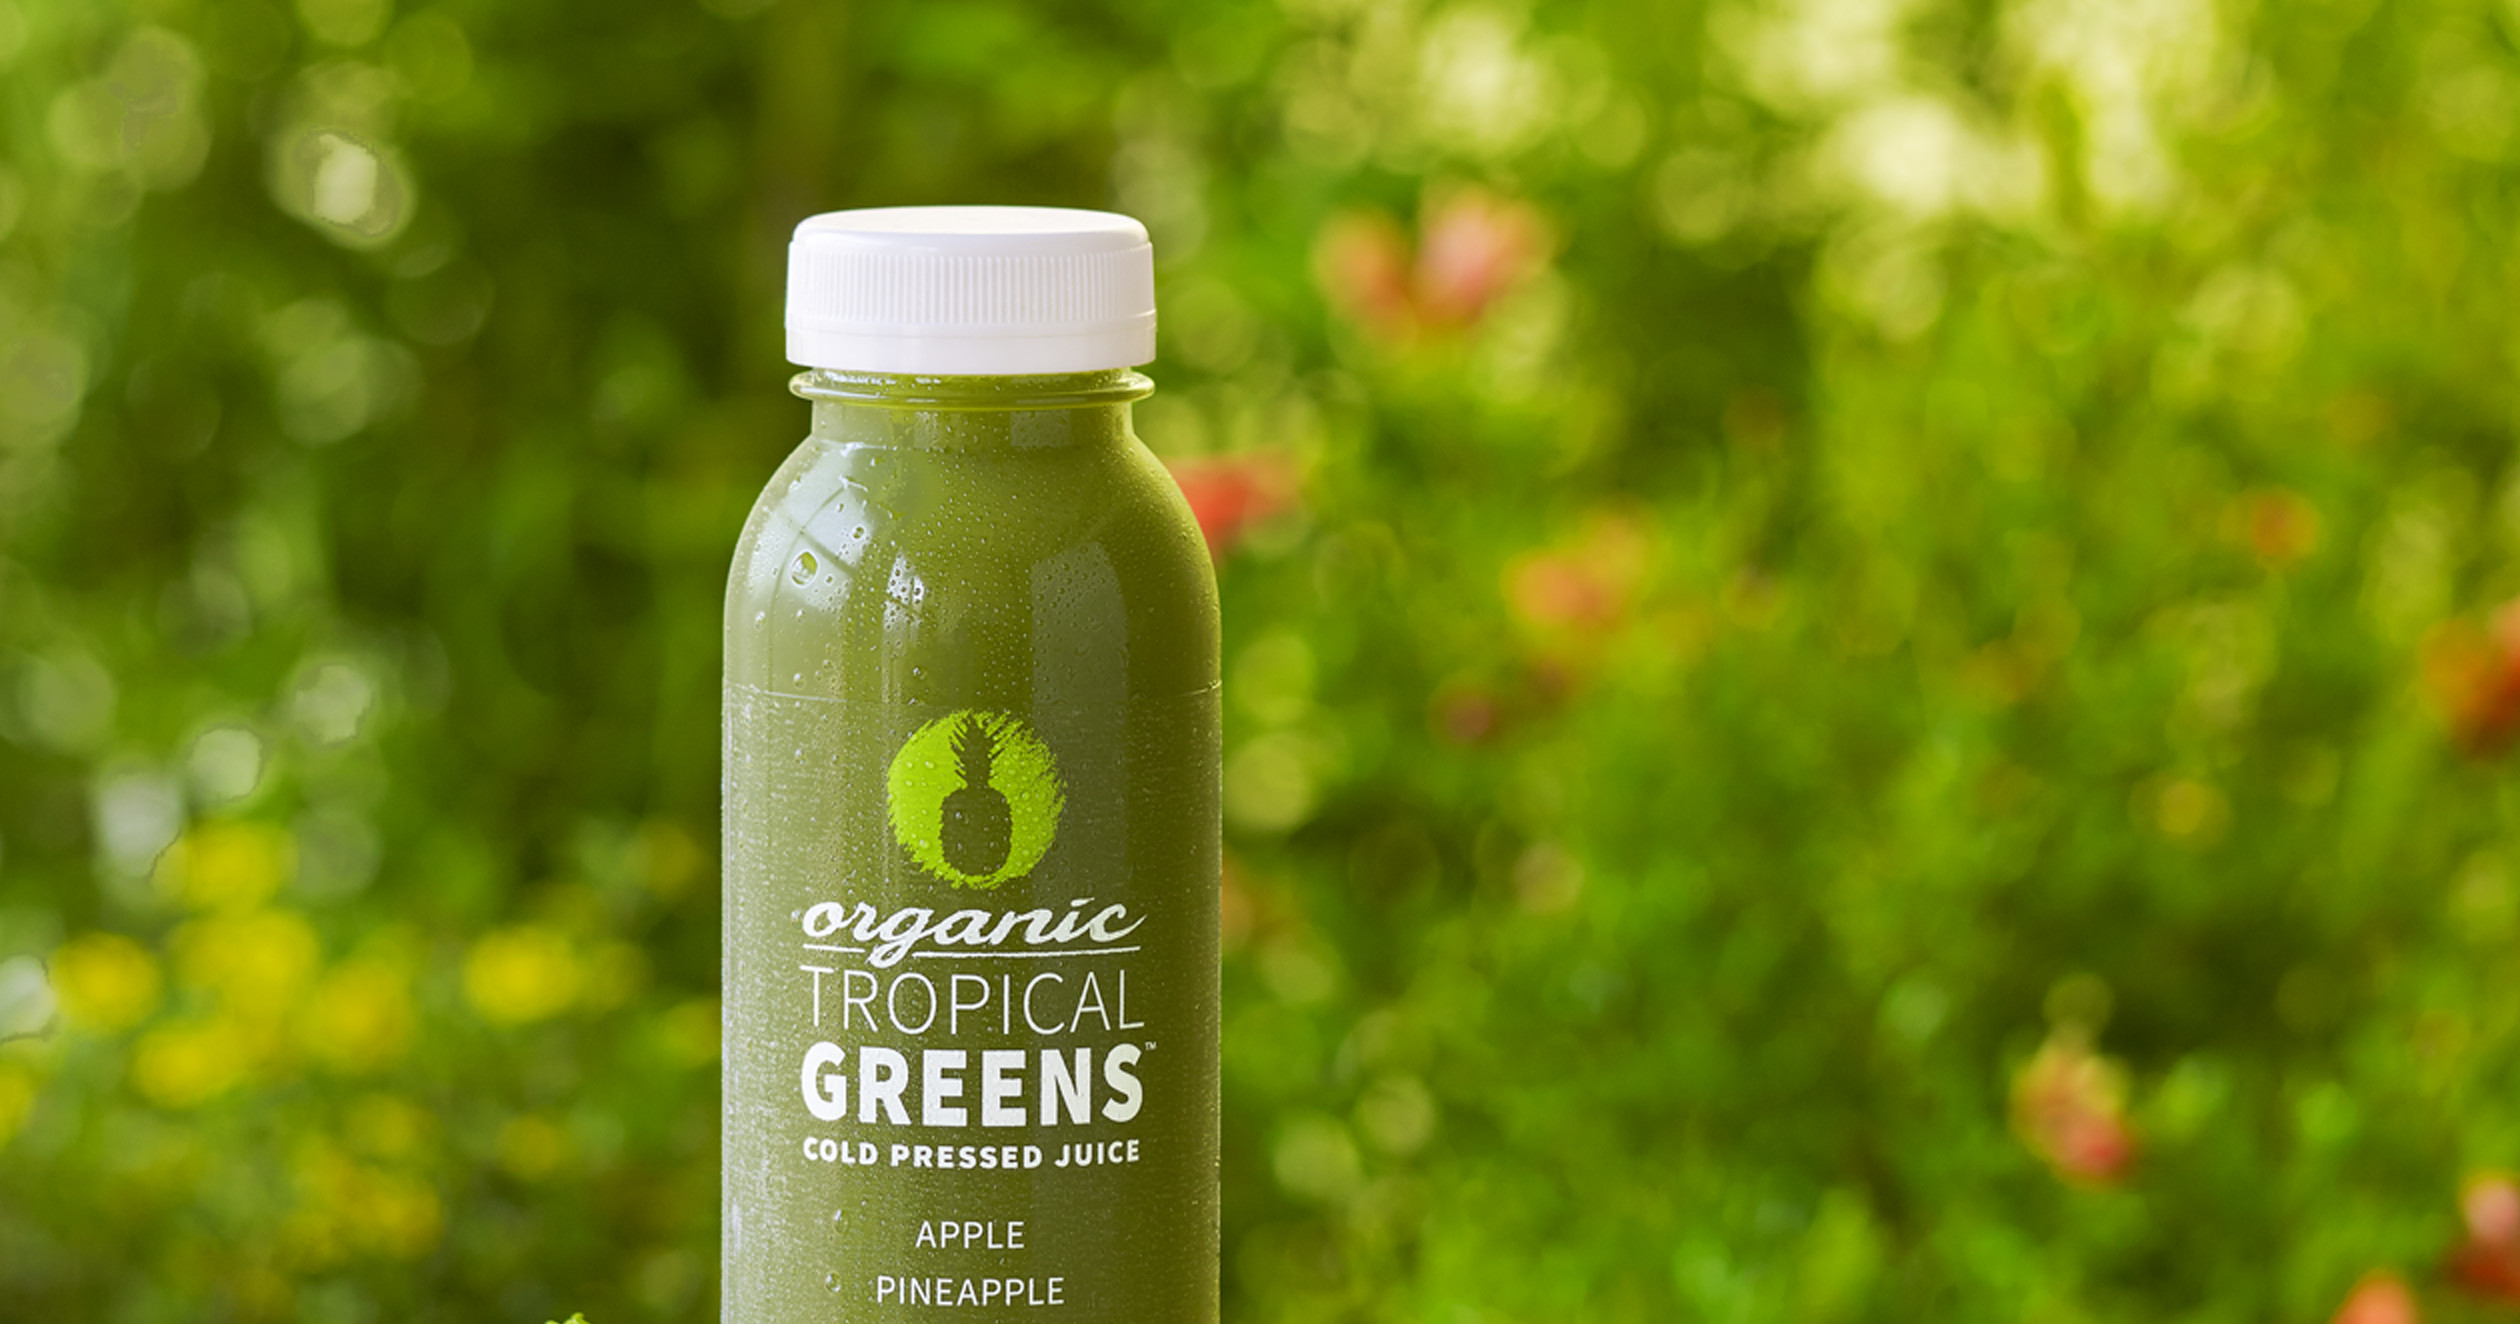 organic
TROPICAL
GREENS™
COLD PRESSED JUICE
APPLE
PINEAPPLE